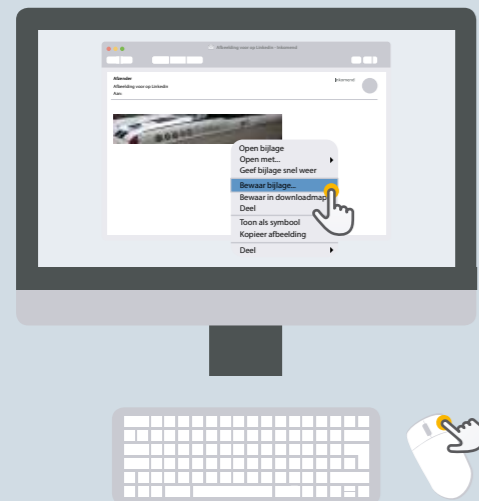 Afbeelding voor op Linkedin - Inkomend
Afzender
Inkomend
Afbeelding voor op Linkedin
Aan:
Open bijlage
Open met...
Geef bijlage snel weer
Bewaar bijlage...
Bewaar in downloadmap
Deel
Toon als symbool
Kopieer afbeelding
Deel